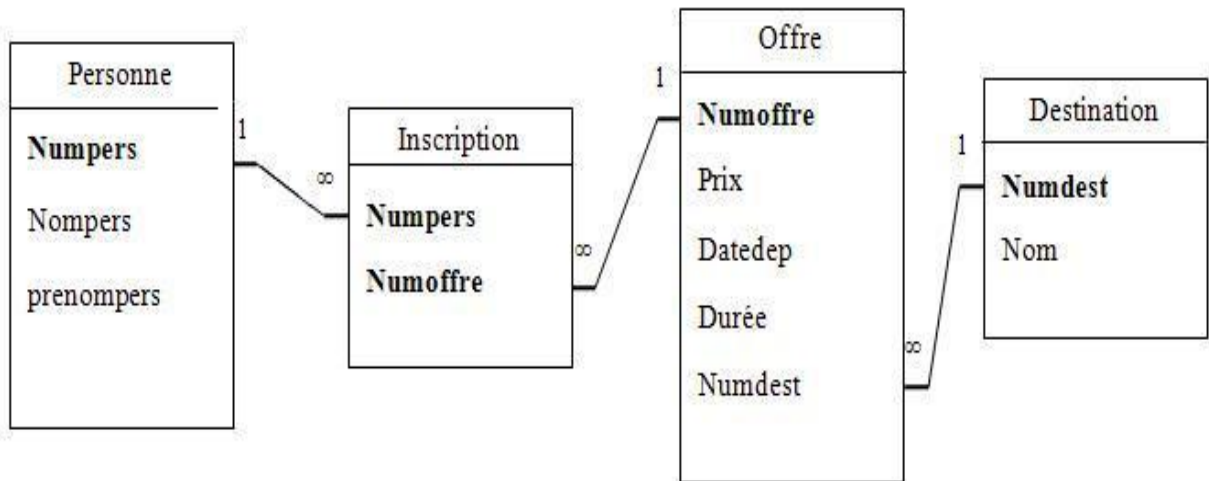 Personne
Numpers
Nompers
prenompers
1
∞
Inscription
Numpers
Numoffre
∞
1
Offre
Numoffre
Prix
Datedep
Durée
Numdest
∞
1
Destination
Numdest
Nom